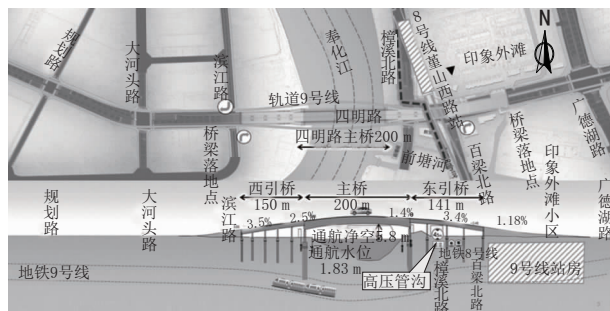 规划路
大河头路
滨江路
奉化江
樟溪北路
8号线堇山西路站
印象外滩
N
轨道9号线
四明路
四明路主桥200 m
前塘河
桥梁落地点
百梁北路
桥梁落地点
印象外滩小区
广德湖路
规划路
大河头路
滨江路
西引桥
150 m
主桥
200 m
东引桥
141 m
广德湖路
3.5%
2.5%
1.4%
3.4%
1.18%
通航净空5.8 m
通航水位
1.83 m
地铁9号线
地铁8号线
高压管沟
樟溪北路
百梁北路
9号线站房